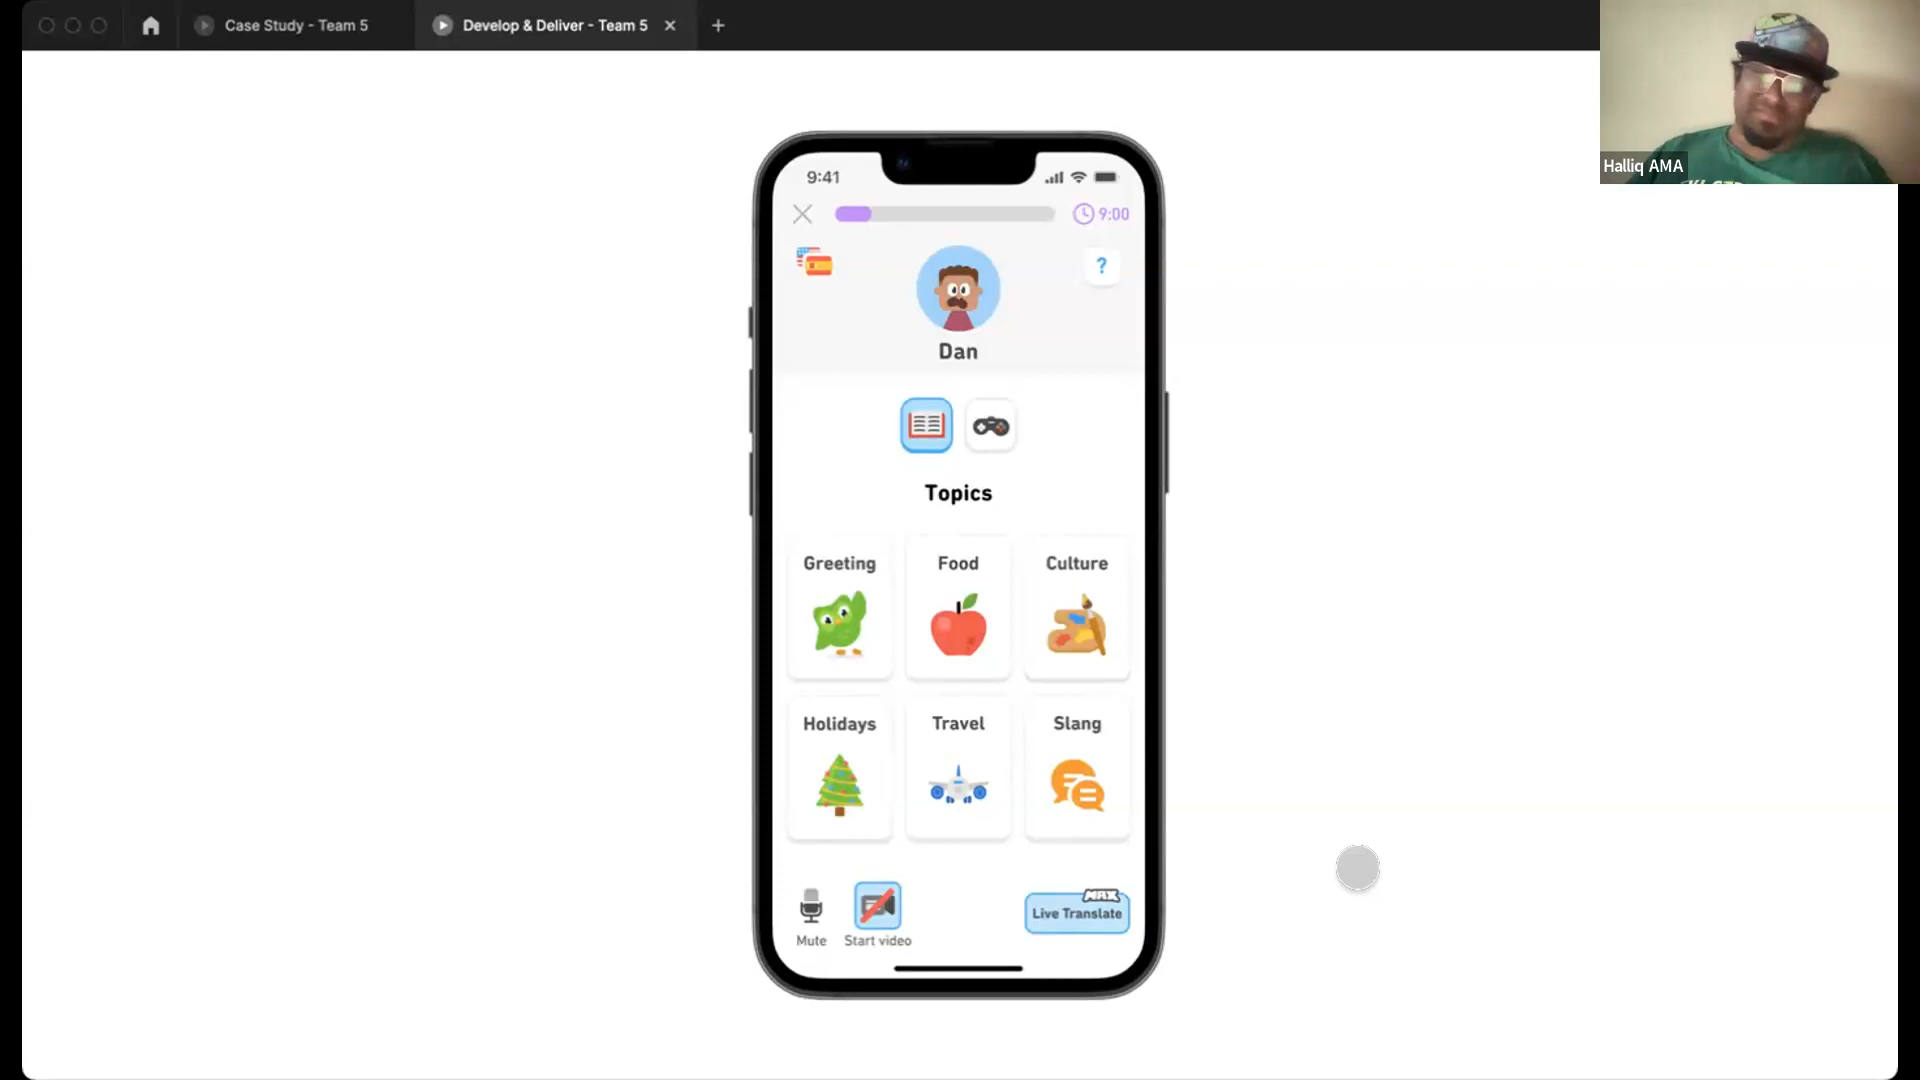 Case Study - Team 5
Develop & Deliver - Team 5
Halliq AMA
9:41
9:00
?
Dan
Topics
Greeting
Food
Culture
Holidays
Travel
Slang
MAX
Live Translate
Mute
Start video